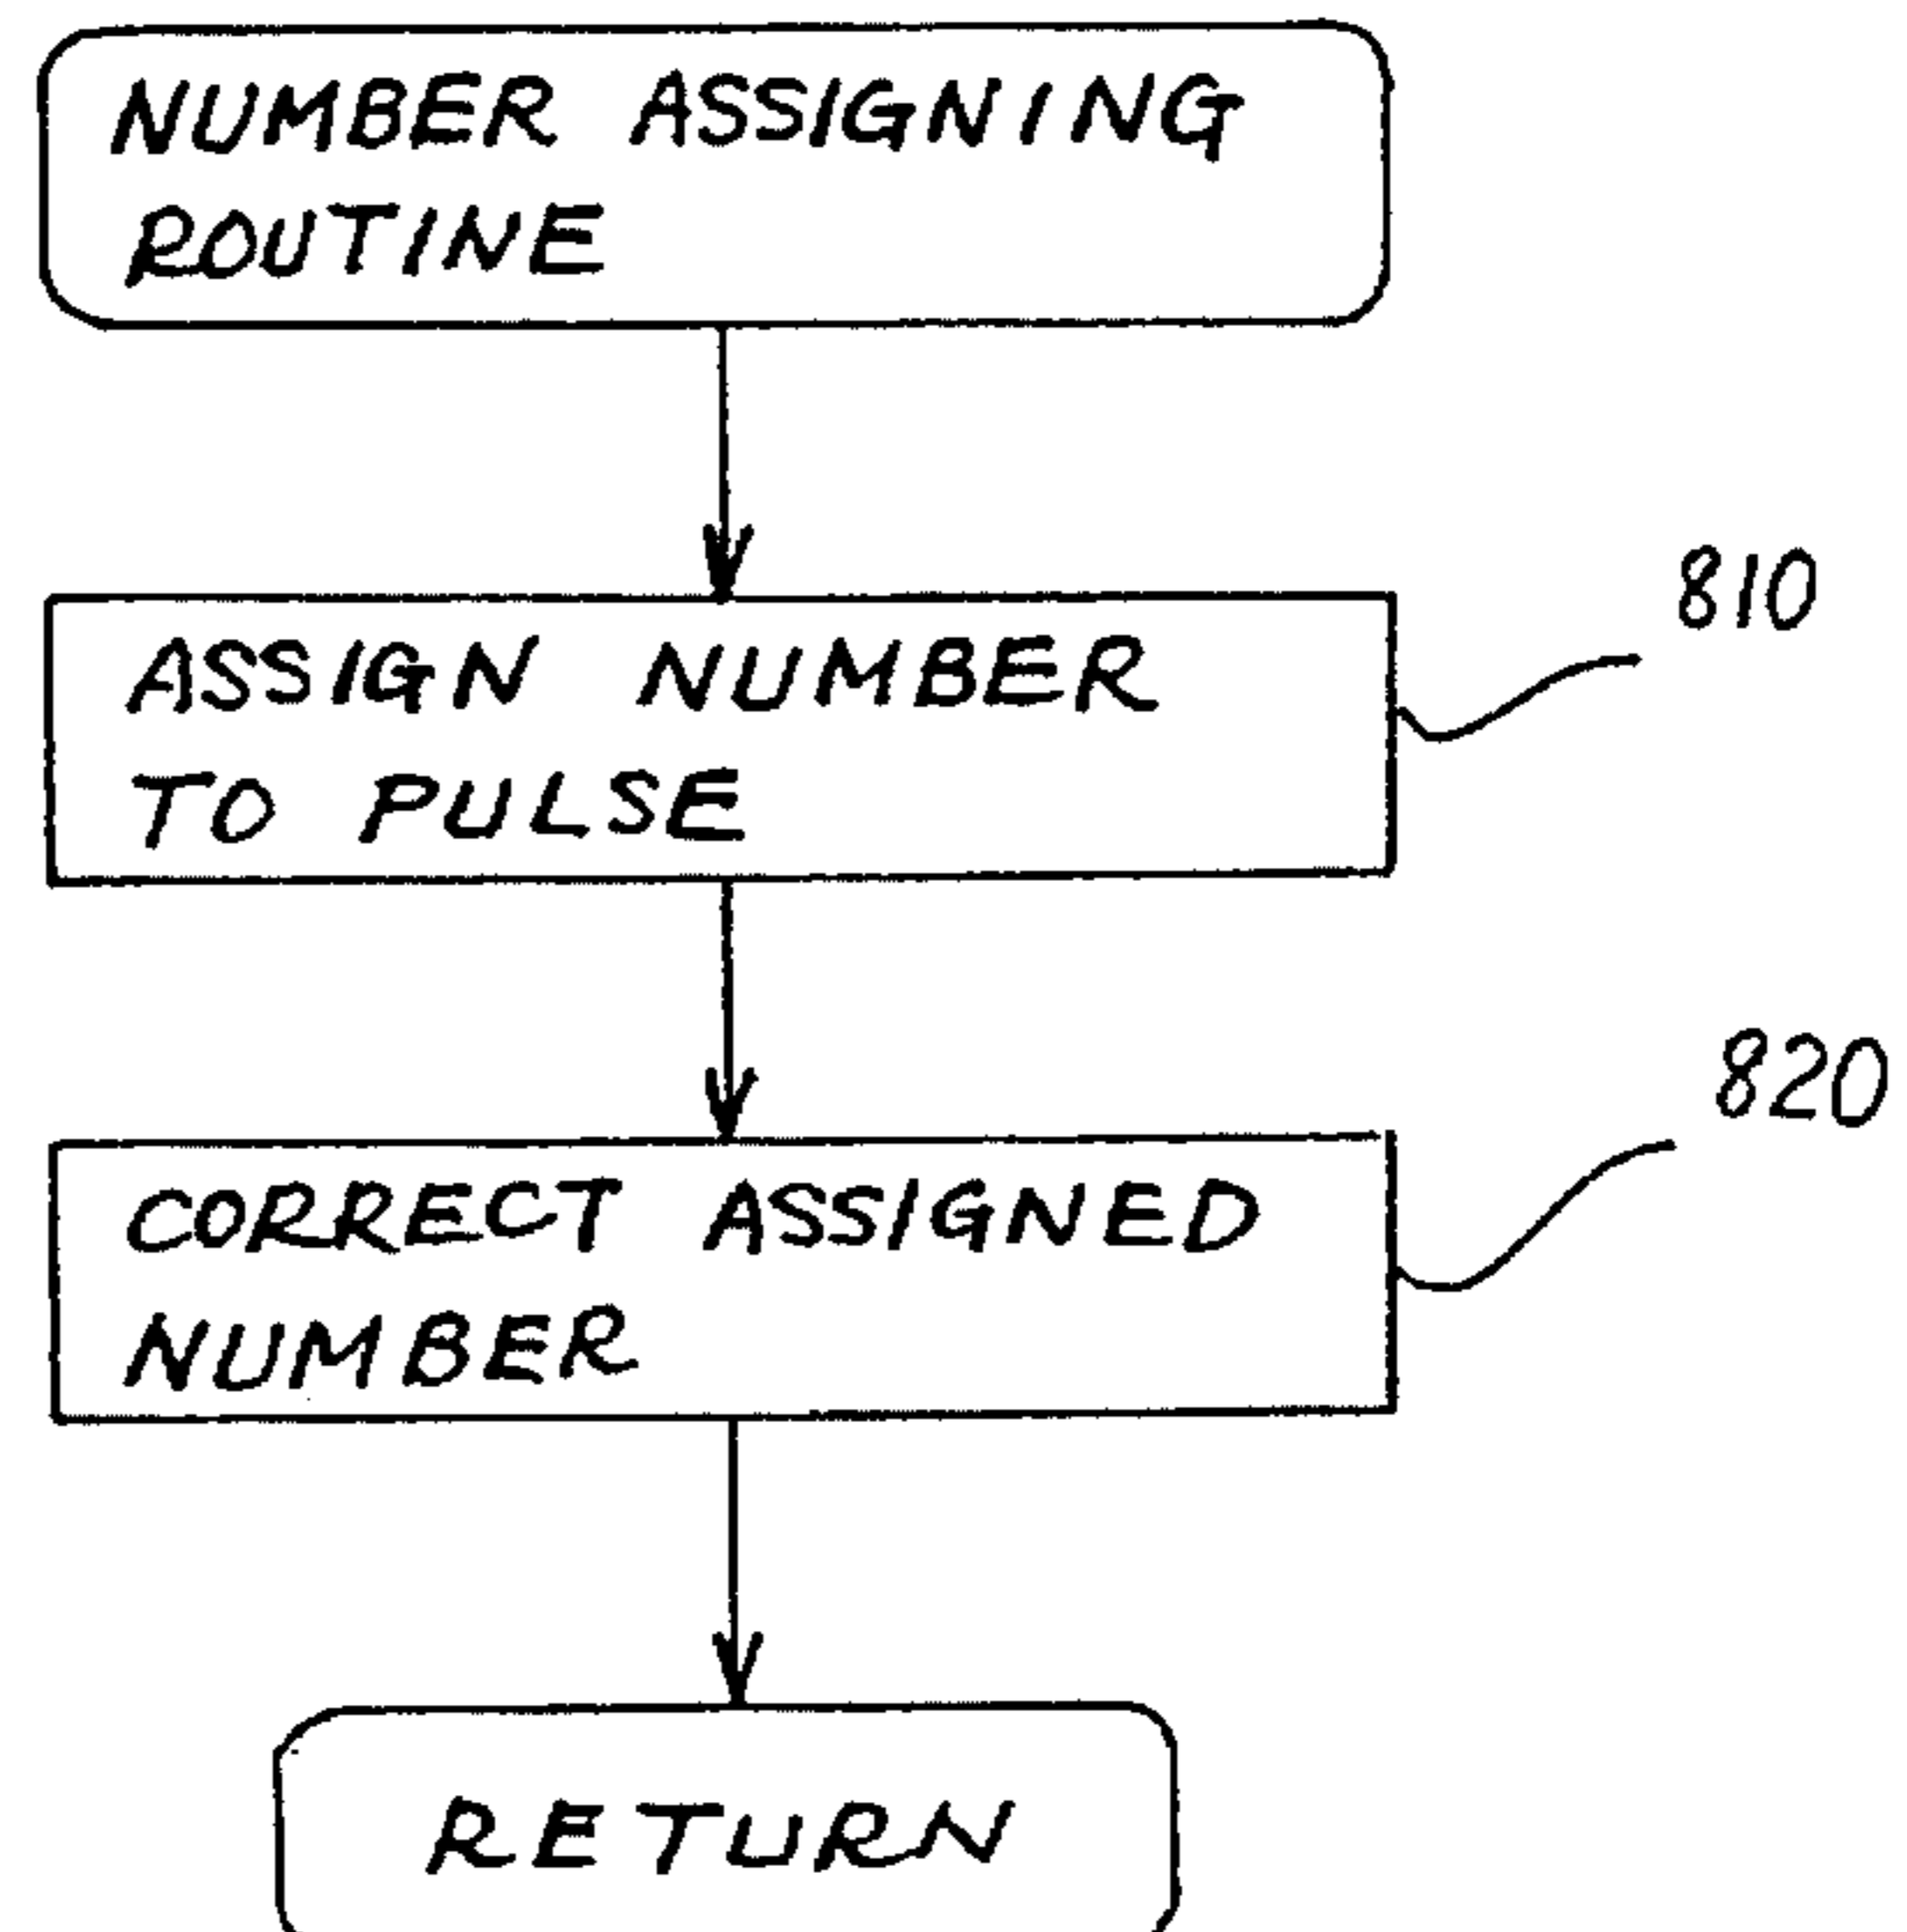 NUMBER ASSIGNING
ROUTINE
810
ASSIGN NUMBER
TO PULSE
820
CORRECT ASSIGNED
NUMBER
RETURN